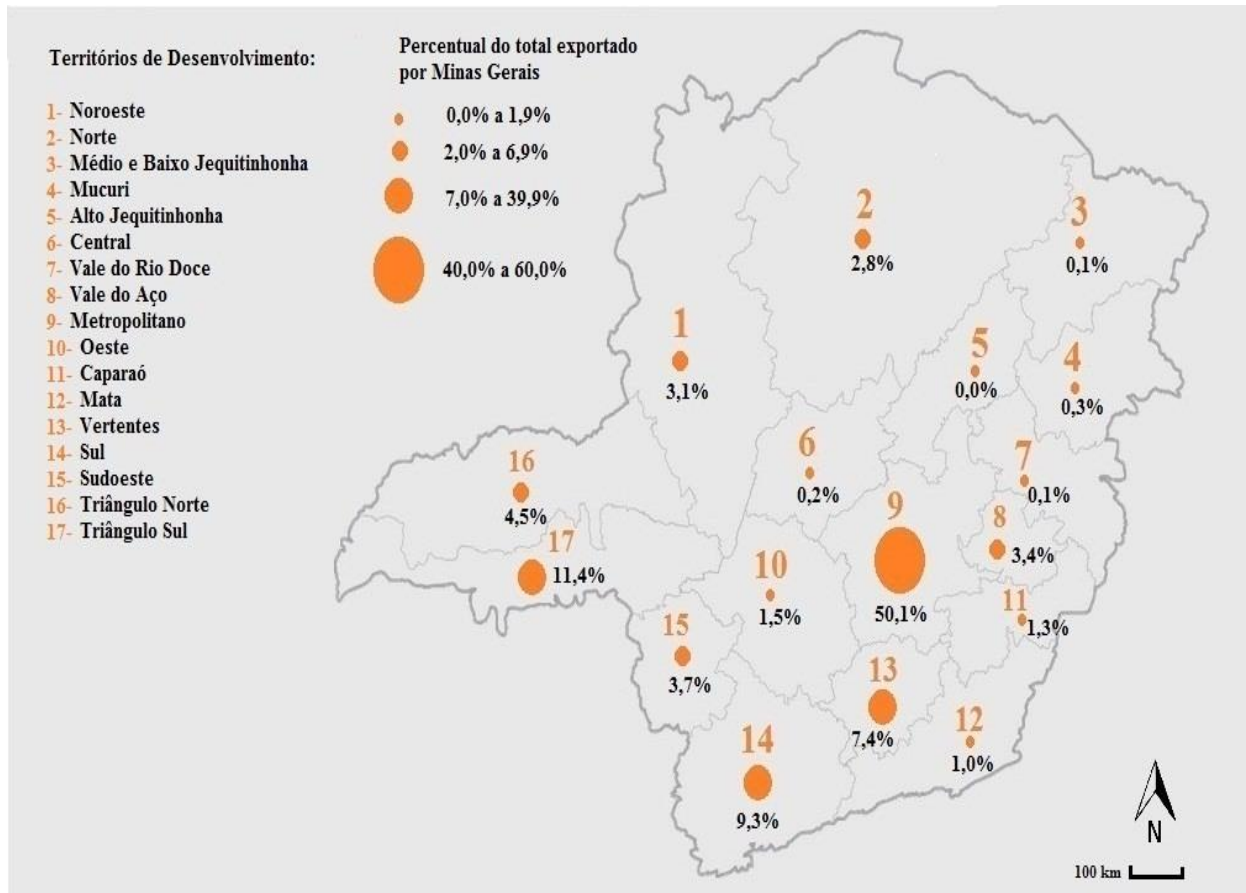 Territórios de Desenvolvimento:
1- Noroeste
2- Norte
3- Médio e Baixo Jequitinhonha
4- Mucuri
5- Alto Jequitinhonha
6- Central
7- Vale do Rio Doce
8- Vale do Aço
9- Metropolitano
10- Oeste
11- Caparaó
12- Mata
13- Vertentes
14- Sul
15- Sudoeste
16- Triângulo Norte
17- Triângulo Sul
Percentual do total exportado
por Minas Gerais
0,0% a 1,9%
2,0% a 6,9%
7,0% a 39,9%
40,0% a 60,0%
2
2,8%
3
0,1%
1
3,1%
5
0,0%
4
0,3%
6
0,2%
7
0,1%
16
4,5%
9
50,1%
8
3,4%
17
11,4%
10
1,5%
11
1,3%
15
3,7%
13
7,4%
12
1,0%
14
9,3%
N
100 km